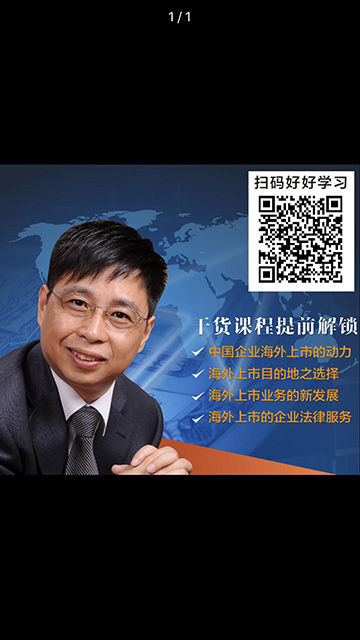 1/1
扫码好好学习
干货课程提前解锁
中国企业海外上市的动力
海外上市目的地之选择
海外上市业务的新发展
海外上市的企业法律服务